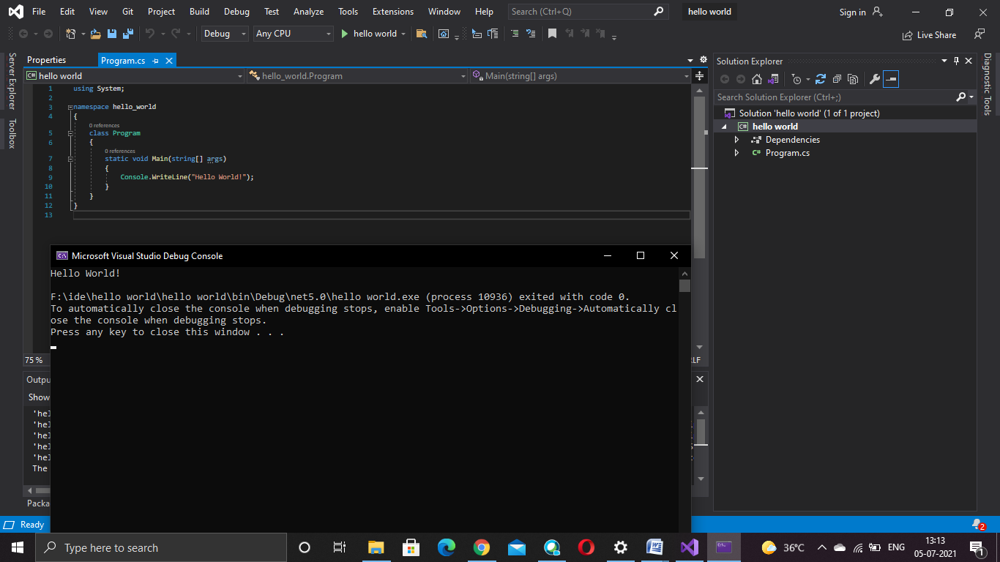 File Edit View Git Project Build Debug Test Analyze Tools Extensions Window Help Search (Ctrl+Q) hello world Sign in
Debug Any CPU hello world Live Share
Server Explorer
Toolbox
Properties Program.cs
hello world hello_world.Program Main(string[] args)
1 using System;
2
3 namespace hello_world
4 {
0 references
5 class Program
6 {
0 references
7 static void Main(string[] args)
8 {
9 Console.WriteLine("Hello World!");
10 }
11 }
12 }
13
75 %
LF
Microsoft Visual Studio Debug Console
Hello World!
F:\ide\hello world\hello world\bin\Debug\net5.0\hello world.exe (process 10936) exited with code 0.
To automatically close the console when debugging stops, enable Tools->Options->Debugging->Automatically cl
ose the console when debugging stops.
Press any key to close this window . . .
Outpu
Show
'hel
'hel
'hel
'hel
'hel
The
Packa
Solution Explorer
Search Solution Explorer (Ctrl+;)
Solution 'hello world' (1 of 1 project)
C# hello world
Dependencies
C# Program.cs
Diagnostic Tools
Ready
2
Type here to search
36°C ENG 13:13
05-07-2021
1